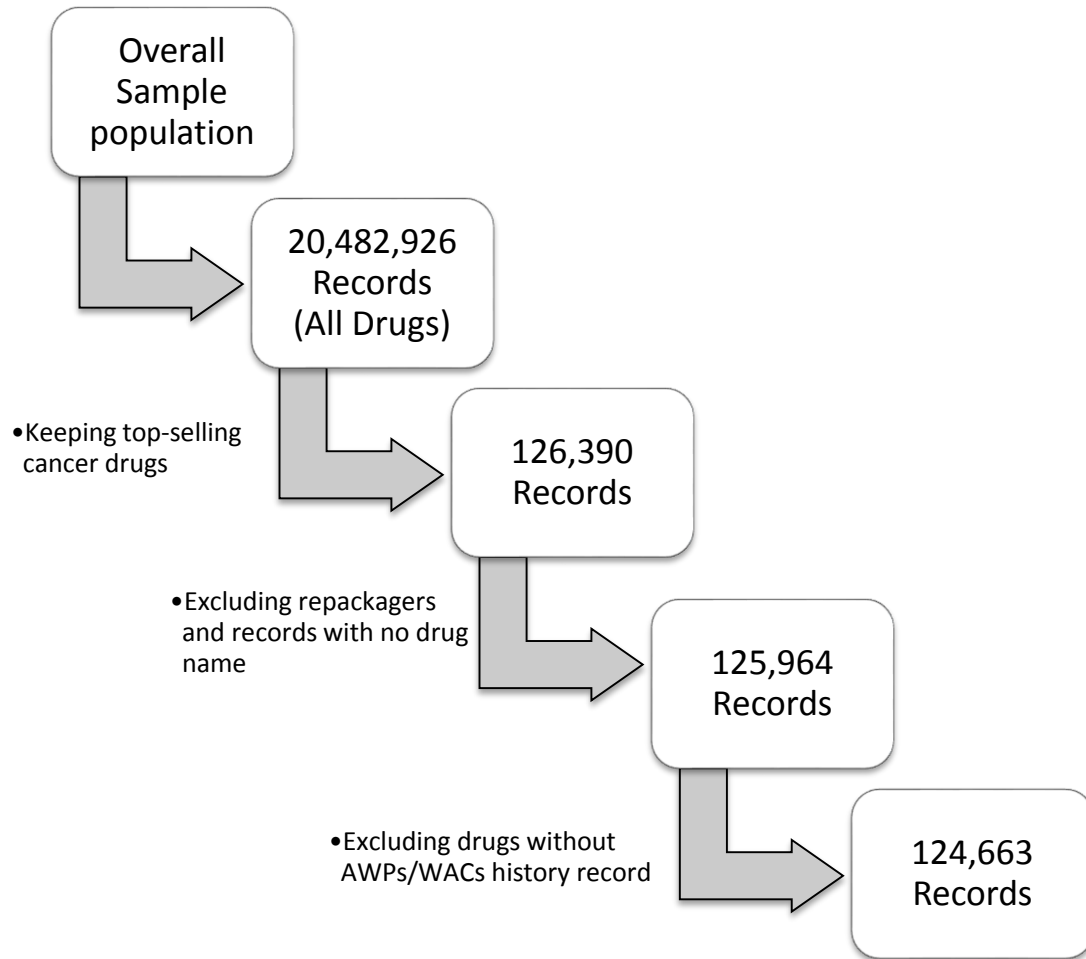 Overall
Sample
population
20,482,926
Records
(All Drugs)
•Keeping top-selling
cancer drugs
126,390
Records
•Excluding repackagers
and records with no drug
name
125,964
Records
•Excluding drugs without
AWPs/WACs history record
124,663
Records